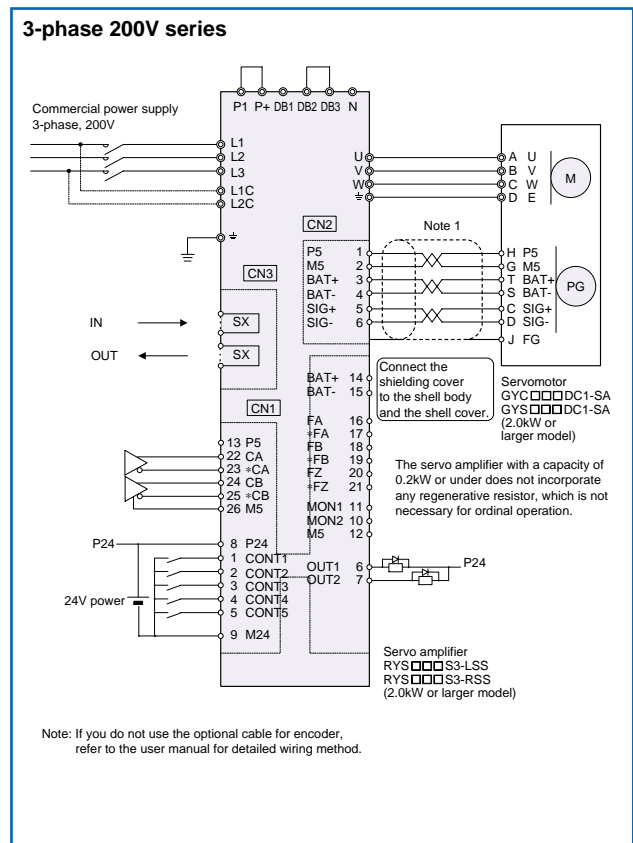 3-phase 200V series
P1 P+ DB1 DB2 DB3 N
Commercial power supply
3-phase, 200V
L1
L2
L3
L1C
L2C
U
V
W
A U
B V
C W
D E
M
Note 1
CN2
P5 1
M5 2
BAT+ 3
BAT- 4
SIG+ 5
SIG- 6
H P5
G M5
T BAT+
S BAT-
C SIG+
D SIG-
J FG
PG
CN3
IN
SX
OUT
SX
Connect the
shielding cover
to the shell body
and the shell cover.
Servomotor
GYC□□□DC1-SA
GYS□□□DC1-SA
(2.0kW or
larger model)
BAT+ 14
BAT- 15
CN1
FA 16
*FA 17
FB 18
*FB 19
FZ 20
*FZ 21
MON1 11
MON2 10
M5 12
13 P5
22 CA
23 *CA
24 CB
25 *CB
26 M5
The servo amplifier with a capacity of
0.2kW or under does not incorporate
any regenerative resistor, which is not
necessary for ordinal operation.
P24
8 P24
1 CONT1
2 CONT2
3 CONT3
4 CONT4
5 CONT5
9 M24
24V power
OUT1 6
OUT2 7
P24
Servo amplifier
RYS□□□S3-LSS
RYS□□□S3-RSS
(2.0kW or larger model)
Note: If you do not use the optional cable for encoder,
refer to the user manual for detailed wiring method.